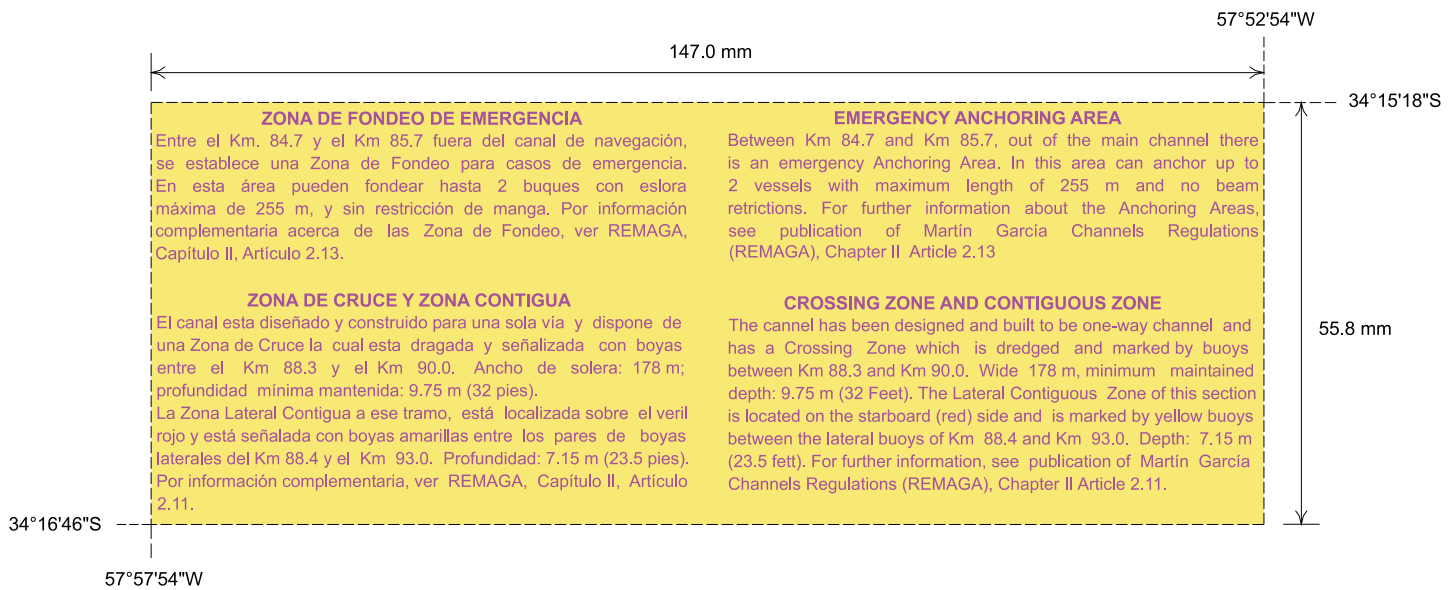 57°52'54"W
147.0 mm
34°15'18"S
ZONA DE FONDEO DE EMERGENCIA
Entre el Km. 84.7 y el Km 85.7 fuera del canal de navegación,
se establece una Zona de Fondeo para casos de emergencia.
En esta área pueden fondear hasta 2 buques con eslora
máxima de 255 m, y sin restricción de manga. Por información
complementaria acerca de las Zona de Fondeo, ver REMAGA,
Capítulo II, Artículo 2.13.
ZONA DE CRUCE Y ZONA CONTIGUA
El canal esta diseñado y construido para una sola vía y dispone de
una Zona de Cruce la cual esta dragada y señalizada con boyas
entre el Km 88.3 y el Km 90.0. Ancho de solera: 178 m;
profundidad mínima mantenida: 9.75 m (32 pies).
La Zona Lateral Contigua a ese tramo, está localizada sobre el veril
rojo y está señalada con boyas amarillas entre los pares de boyas
laterales del Km 88.4 y el Km 93.0. Profundidad: 7.15 m (23.5 pies).
Por información complementaria, ver REMAGA, Capítulo II, Artículo
2.11.
EMERGENCY ANCHORING AREA
Between Km 84.7 and Km 85.7, out of the main channel there
is an emergency Anchoring Area. In this area can anchor up to
2 vessels with maximum length of 255 m and no beam
retrictions. For further information about the Anchoring Areas,
see publication of Martín García Channels Regulations
(REMAGA), Chapter II Article 2.13
CROSSING ZONE AND CONTIGUOUS ZONE
The cannel has been designed and built to be one-way channel and
has a Crossing Zone which is dredged and marked by buoys
between Km 88.3 and Km 90.0. Wide 178 m, minimum maintained
depth: 9.75 m (32 Feet). The Lateral Contiguous Zone of this section
is located on the starboard (red) side and is marked by yellow buoys
between the lateral buoys of Km 88.4 and Km 93.0. Depth: 7.15 m
(23.5 fett). For further information, see publication of Martín García
Channels Regulations (REMAGA), Chapter II Article 2.11.
55.8 mm
34°16'46"S
57°57'54"W